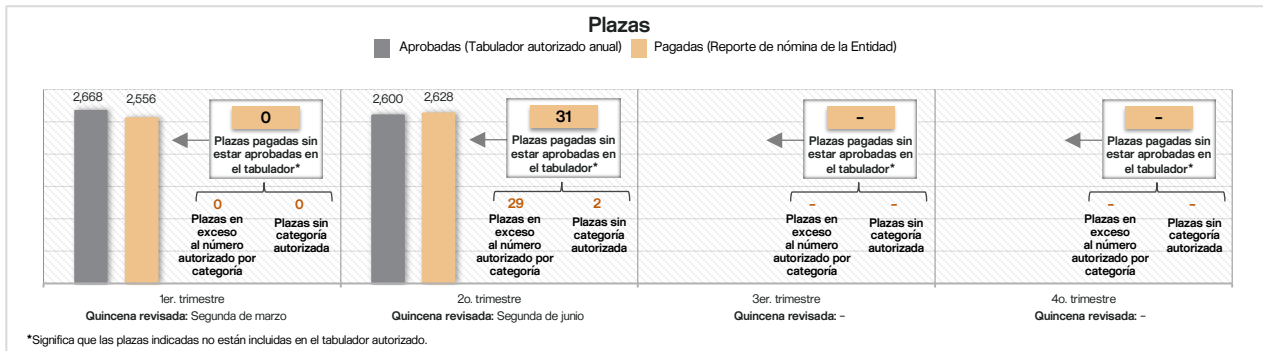 Plazas
Aprobadas (Tabulador autorizado anual)
Pagadas (Reporte de nómina de la Entidad)
2,668
2,556
0
Plazas pagadas sin
estar aprobadas en
el tabulador*
0
0
Plazas en
exceso
al número
autorizado por
categoría
Plazas sin
categoría
autorizada
2,600
2,628
31
Plazas pagadas sin
estar aprobadas en
el tabulador*
29
2
Plazas en
exceso
al número
autorizado por
categoría
Plazas sin
categoría
autorizada
-
Plazas pagadas sin
estar aprobadas en
el tabulador*
-
-
Plazas en
exceso
al número
autorizado por
categoría
Plazas sin
categoría
autorizada
-
Plazas pagadas sin
estar aprobadas en
el tabulador*
-
-
Plazas en
exceso
al número
autorizado por
categoría
Plazas sin
categoría
autorizada
1er. trimestre
Quincena revisada: Segunda de marzo
2o. trimestre
Quincena revisada: Segunda de junio
3er. trimestre
Quincena revisada: -
4o. trimestre
Quincena revisada: -
*Significa que las plazas indicadas no están incluidas en el tabulador autorizado.